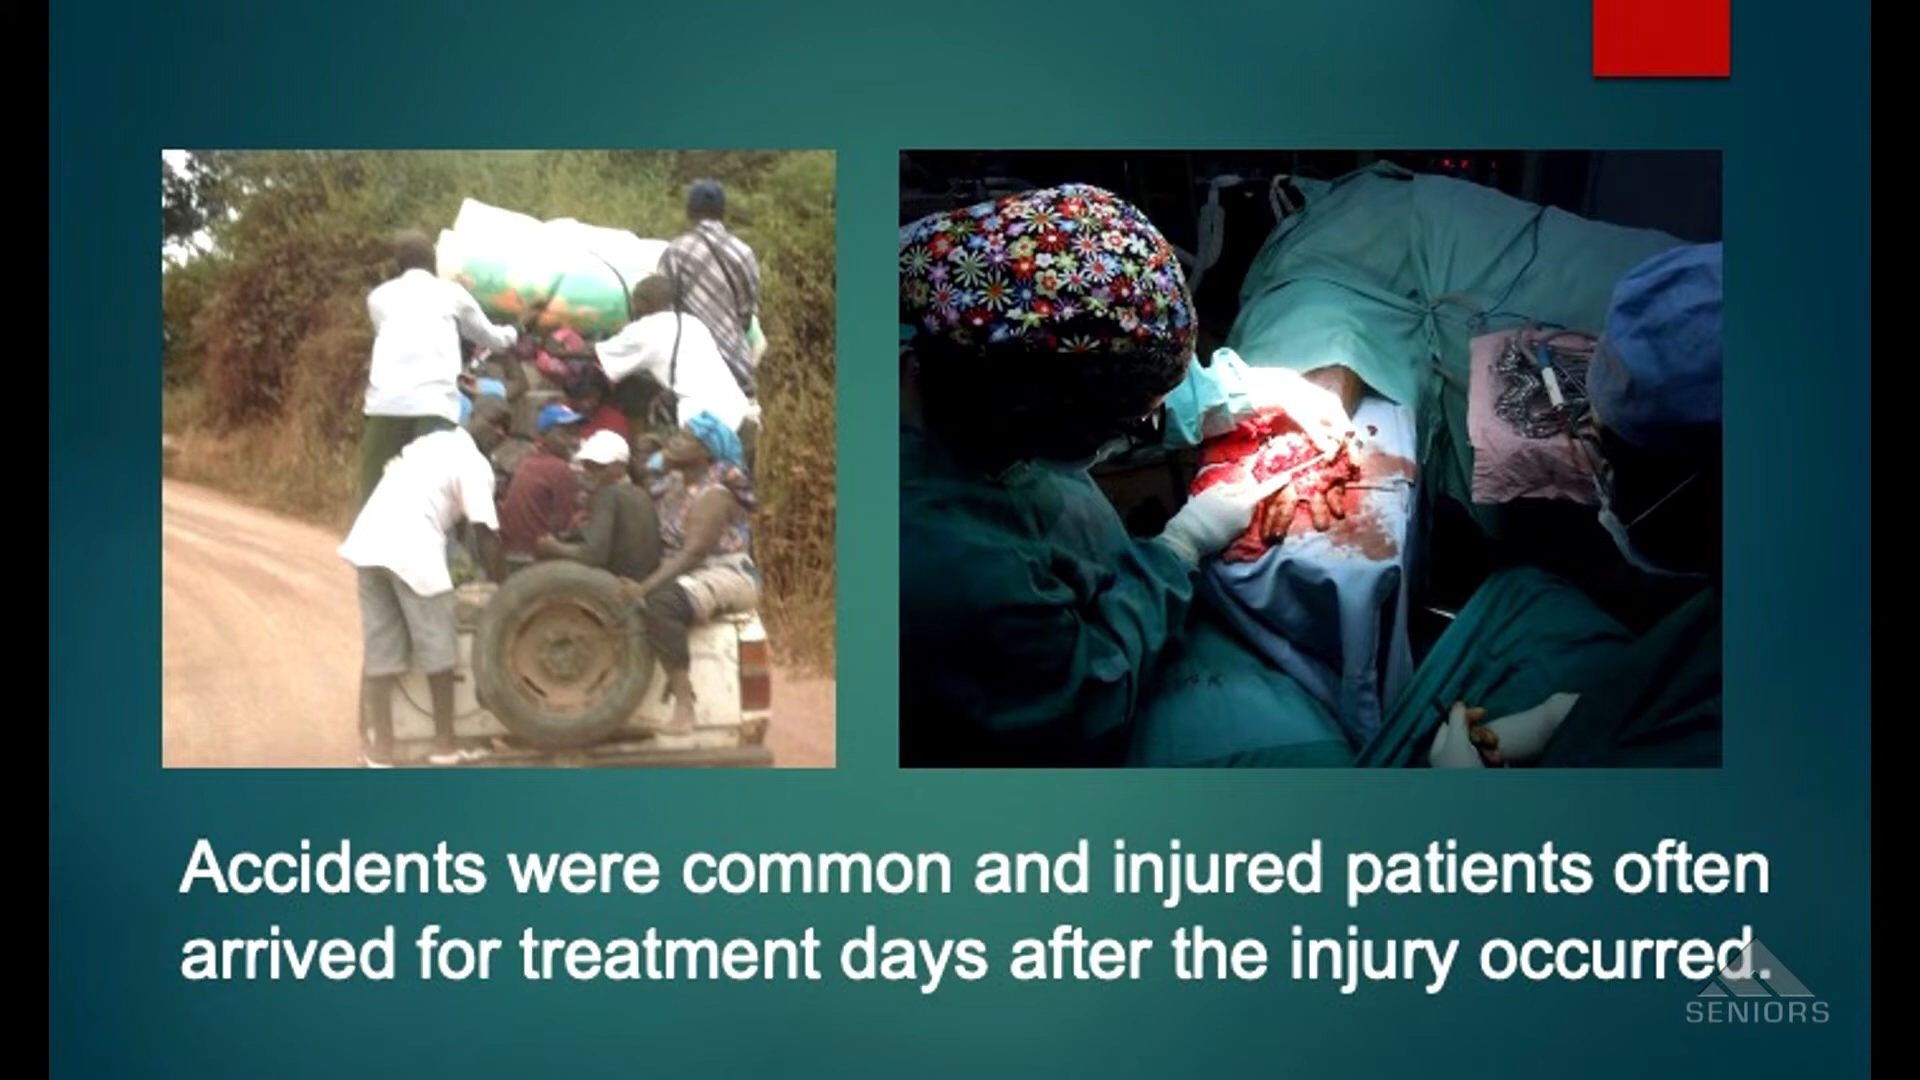 Accidents were common and injured patients often
arrived for treatment days after the injury occurred.
SENIORS